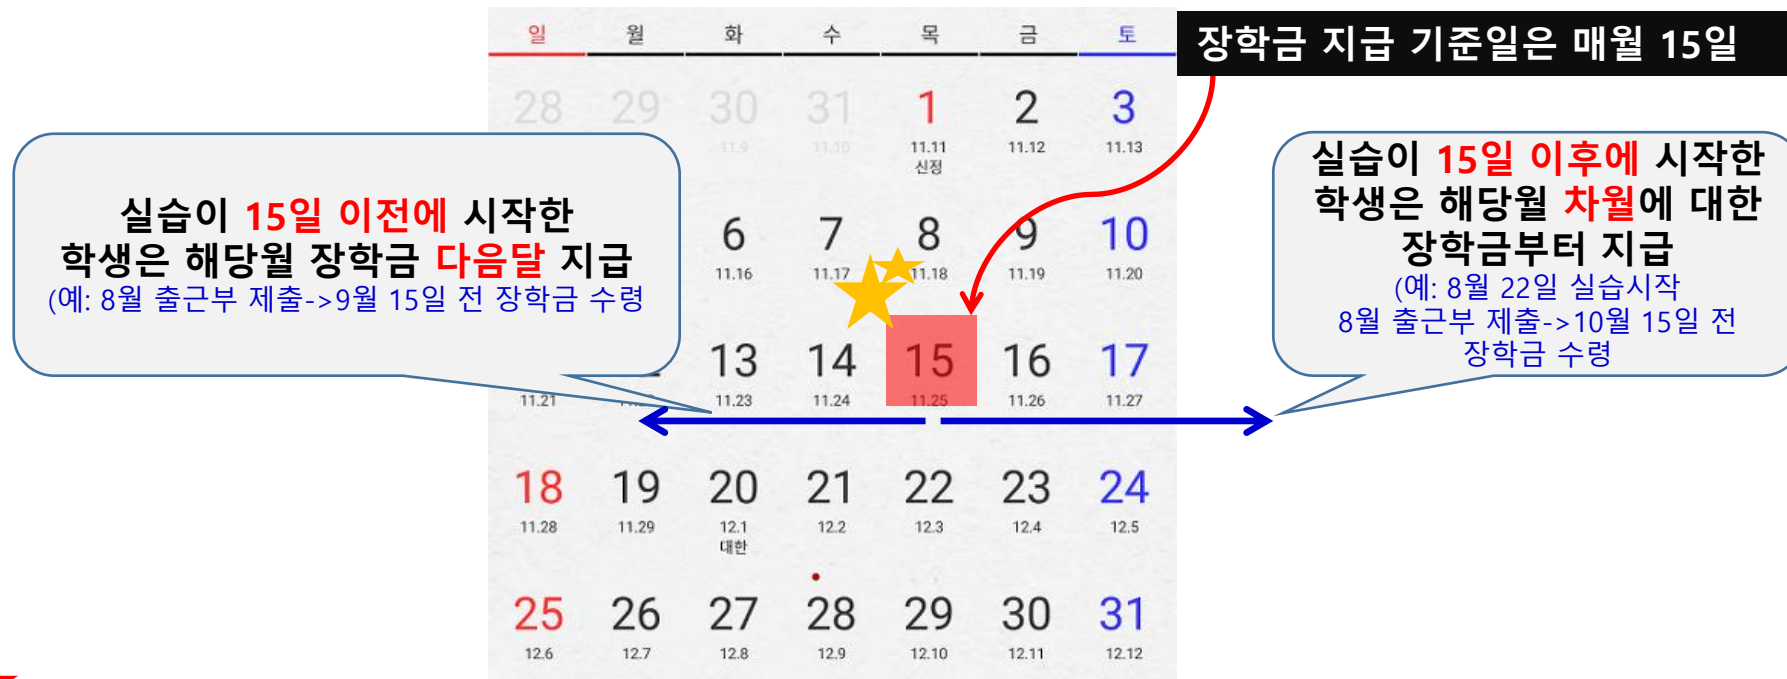 장학금 지급 기준일은 매월 15일
일 월 화 수 목 금 토
28 29 30 31 1 2 3
11.9 11.10 11.11 11.12 11.13
신정
실습이 15일 이전에 시작한
학생은 해당월 장학금 다음달 지급
(예: 8월 출근부 제출->9월 15일 전 장학금 수령
실습이 15일 이후에 시작한
학생은 해당월 차월에 대한
장학금부터 지급
(예: 8월 22일 실습시작
8월 출근부 제출->10월 15일 전
장학금 수령
6 7 8 9 10
11.16 11.17 11.18 11.19 11.20
13 14 15 16 17
11.21 11.23 11.24 11.25 11.26 11.27
18 19 20 21 22 23 24
11.28 11.29 12.1 12.2 12.3 12.4 12.5
대한
25 26 27 28 29 30 31
12.6 12.7 12.8 12.9 12.10 12.11 12.12